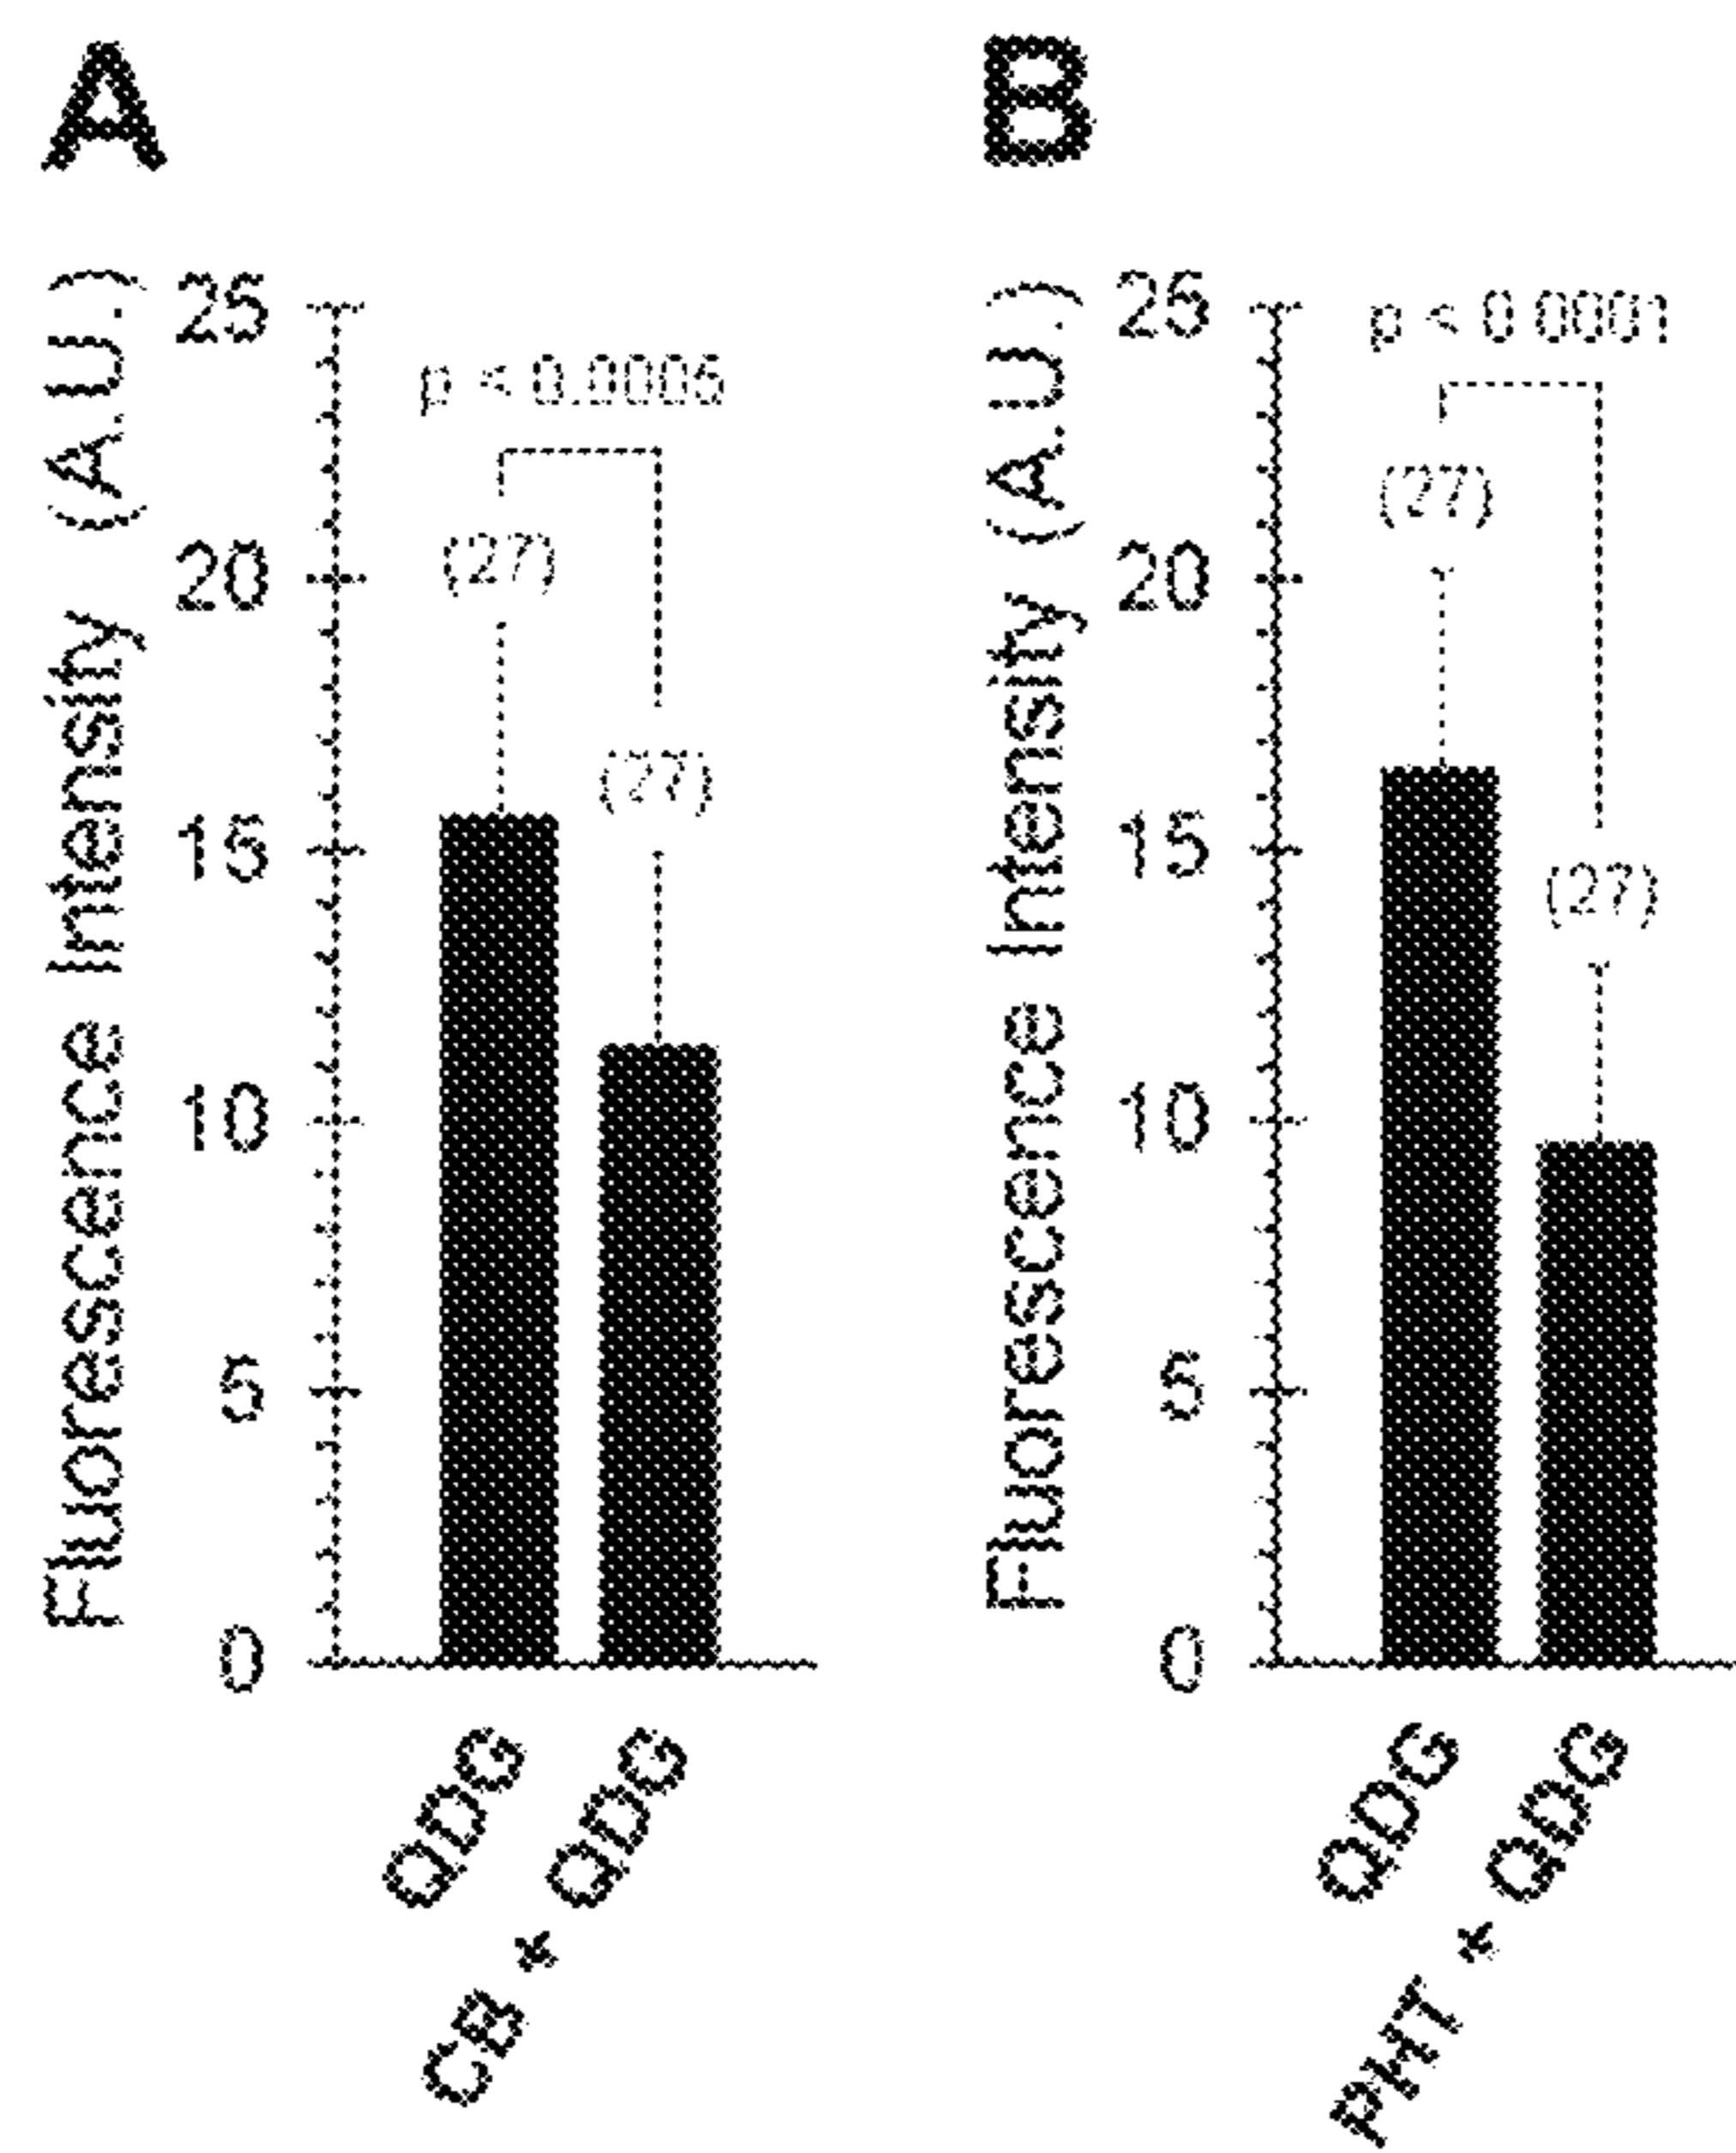 A
Fluorescence Intensity (A.U.)
25
20
15
10
5
0
p < 0.0005
(27)
(27)
QDG
CB + QDG
B
Fluorescence Intensity (A.U.)
25
20
15
10
5
0
p < 0.0001
(27)
(27)
QDG
PHT + QDG